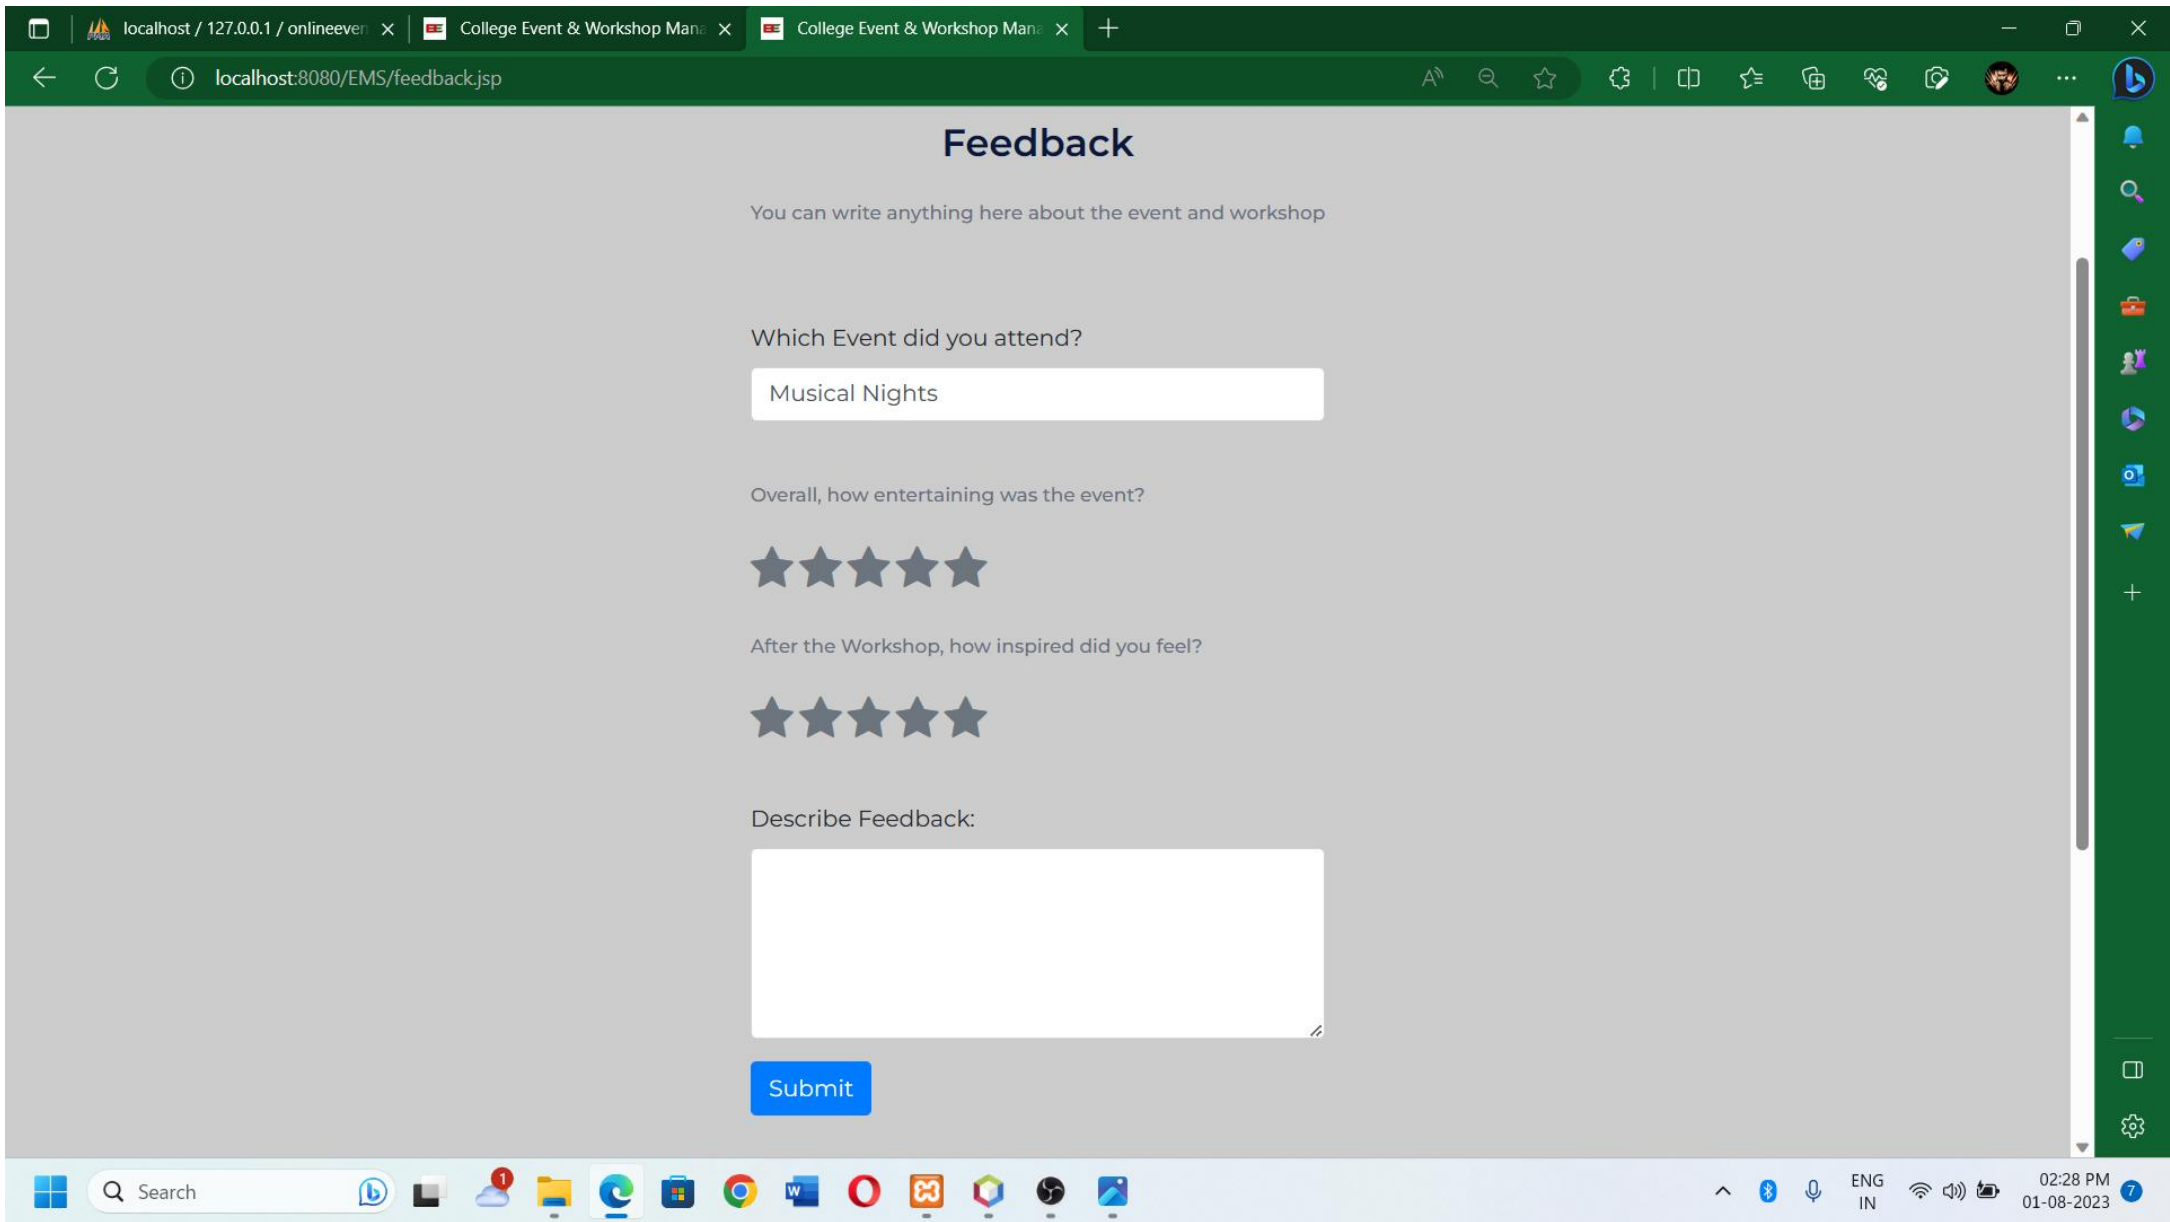 localhost / 127.0.0.1 / onlineeven
College Event & Workshop Mana
College Event & Workshop Mana
localhost:8080/EMS/feedback.jsp
Feedback
You can write anything here about the event and workshop
Which Event did you attend?
Musical Nights
Overall, how entertaining was the event?
After the Workshop, how inspired did you feel?
Describe Feedback:
Submit
Search
1
ENG
IN
02:28 PM
01-08-2023
7